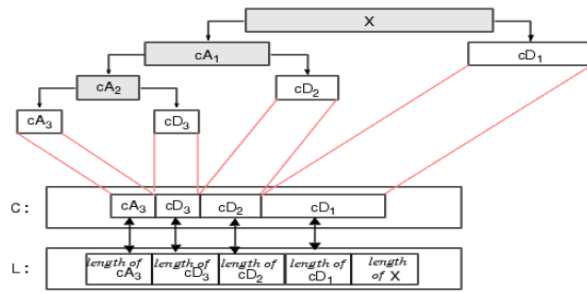 X
cA₁ cD₁
cA₂ cD₂
cA₃ cD₃
C: cA₃ cD₃ cD₂ cD₁
L: length of cA₃ length of cD₃ length of cD₂ length of cD₁ length of X